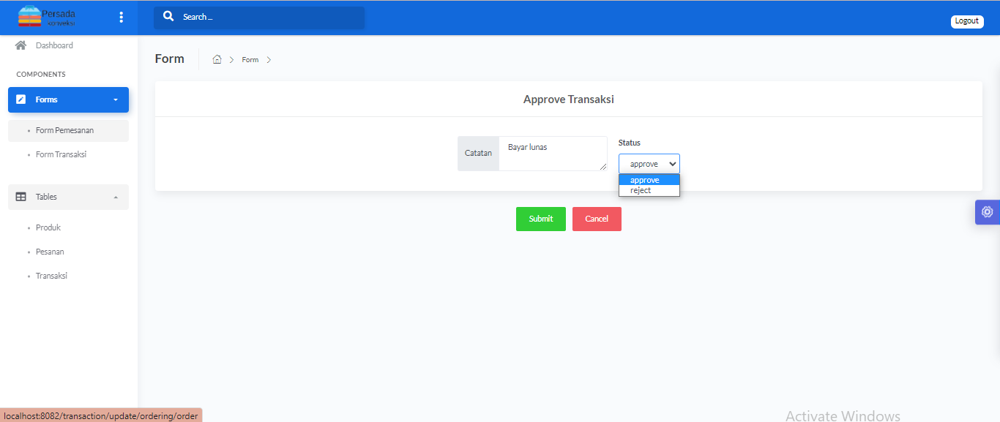 Persada
konveksi
Search ...
Logout
Dashboard
COMPONENTS
Forms
Form Pemesanan
Form Transaksi
Tables
Produk
Pesanan
Transaksi
Form
Form
Approve Transaksi
Catatan
Bayar lunas
Status
approve
approve
reject
Submit
Cancel
localhost:8082/transaction/update/ordering/order
Activate Windows